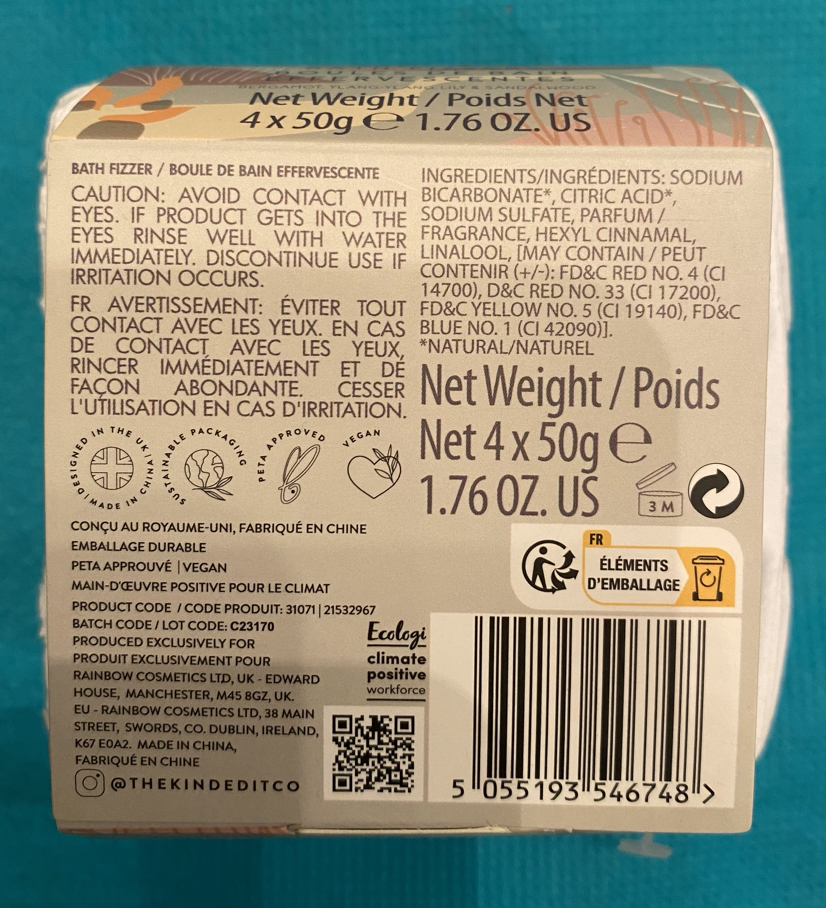 BOULES DE BAIN
EFFERVESCENTES
BERGAMOT YLANG-YLANG LILY & SANDALWOOD
Net Weight / Poids Net
4 x 50g ℮ 1.76 OZ. US
BATH FIZZER / BOULE DE BAIN EFFERVESCENTE
CAUTION: AVOID CONTACT WITH
EYES. IF PRODUCT GETS INTO THE
EYES RINSE WELL WITH WATER
IMMEDIATELY. DISCONTINUE USE IF
IRRITATION OCCURS.
FR AVERTISSEMENT: ÉVITER TOUT
CONTACT AVEC LES YEUX. EN CAS
DE CONTACT AVEC LES YEUX,
RINCER IMMÉDIATEMENT ET DE
FAÇON ABONDANTE. CESSER
L'UTILISATION EN CAS D'IRRITATION.
DESIGNED IN THE UK | MADE IN CHINA |
SUSTAINABLE PACKAGING
PETA APPROVED
VEGAN
CONÇU AU ROYAUME-UNI, FABRIQUÉ EN CHINE
EMBALLAGE DURABLE
PETA APPROUVÉ | VEGAN
MAIN-D'ŒUVRE POSITIVE POUR LE CLIMAT
PRODUCT CODE / CODE PRODUIT: 31071 | 21532967
BATCH CODE / LOT CODE: C23170
PRODUCED EXCLUSIVELY FOR
PRODUIT EXCLUSIVEMENT POUR
RAINBOW COSMETICS LTD, UK - EDWARD
HOUSE, MANCHESTER, M45 8GZ, UK.
EU - RAINBOW COSMETICS LTD, 38 MAIN
STREET, SWORDS, CO. DUBLIN, IRELAND,
K67 E0A2. MADE IN CHINA,
FABRIQUÉ EN CHINE
@THEKINDEDITCO
Ecologi
climate
positive
workforce
INGREDIENTS/INGRÉDIENTS: SODIUM
BICARBONATE*, CITRIC ACID*,
SODIUM SULFATE, PARFUM /
FRAGRANCE, HEXYL CINNAMAL,
LINALOOL, [MAY CONTAIN / PEUT
CONTENIR (+/-): FD&C RED NO. 4 (CI
14700), D&C RED NO. 33 (CI 17200),
FD&C YELLOW NO. 5 (CI 19140), FD&C
BLUE NO. 1 (CI 42090)].
*NATURAL/NATUREL
Net Weight / Poids
Net 4 x 50g ℮
1.76 OZ. US
3 M
FR
ÉLÉMENTS
D'EMBALLAGE
5 055193 546748 >